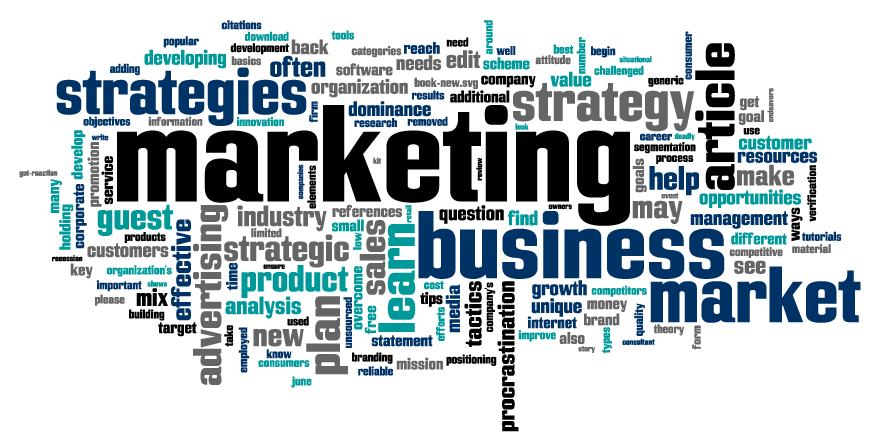 citations
popular
download
tools
around
development
back
categories
reach
need
well
best
number
begin
situational
consumer
developing
basics
often
software
needs
edit
scheme
attitude
challenged
adding
strategies
organization
book-new.svg
company
value
generic
article
firm
results
additional
strategy
get
endeavors
objectives
information
innovation
dominance
goal
research
removed
look
career
deadly
use
write
marketing
segmentation
customer
develop
promotion
service
kit
review
process
resources
gut-reaction
companies
elements
goals
help
make
verification
many
corporate
event
opportunities
holding
guest
effective
advertising
industry
references
retail
question
find
owners
may
management
ways
products
limited
small
sales
learn
business
different
tutorials
recession
customers
strategic
low
competitive
material
key
organization's
time
ensure
product
overcome
see
important
shows
cost
growth
competitors
market
please
mix
analysis
plan
unsourced
free
tips
media
tactics
company's
procrastination
unique
money
building
target
take
new
used
efforts
internet
brand
quality
theory
form
employed
know
statement
improve
also
types
consultant
consumers
branding
mission
positioning
story
june
reliable